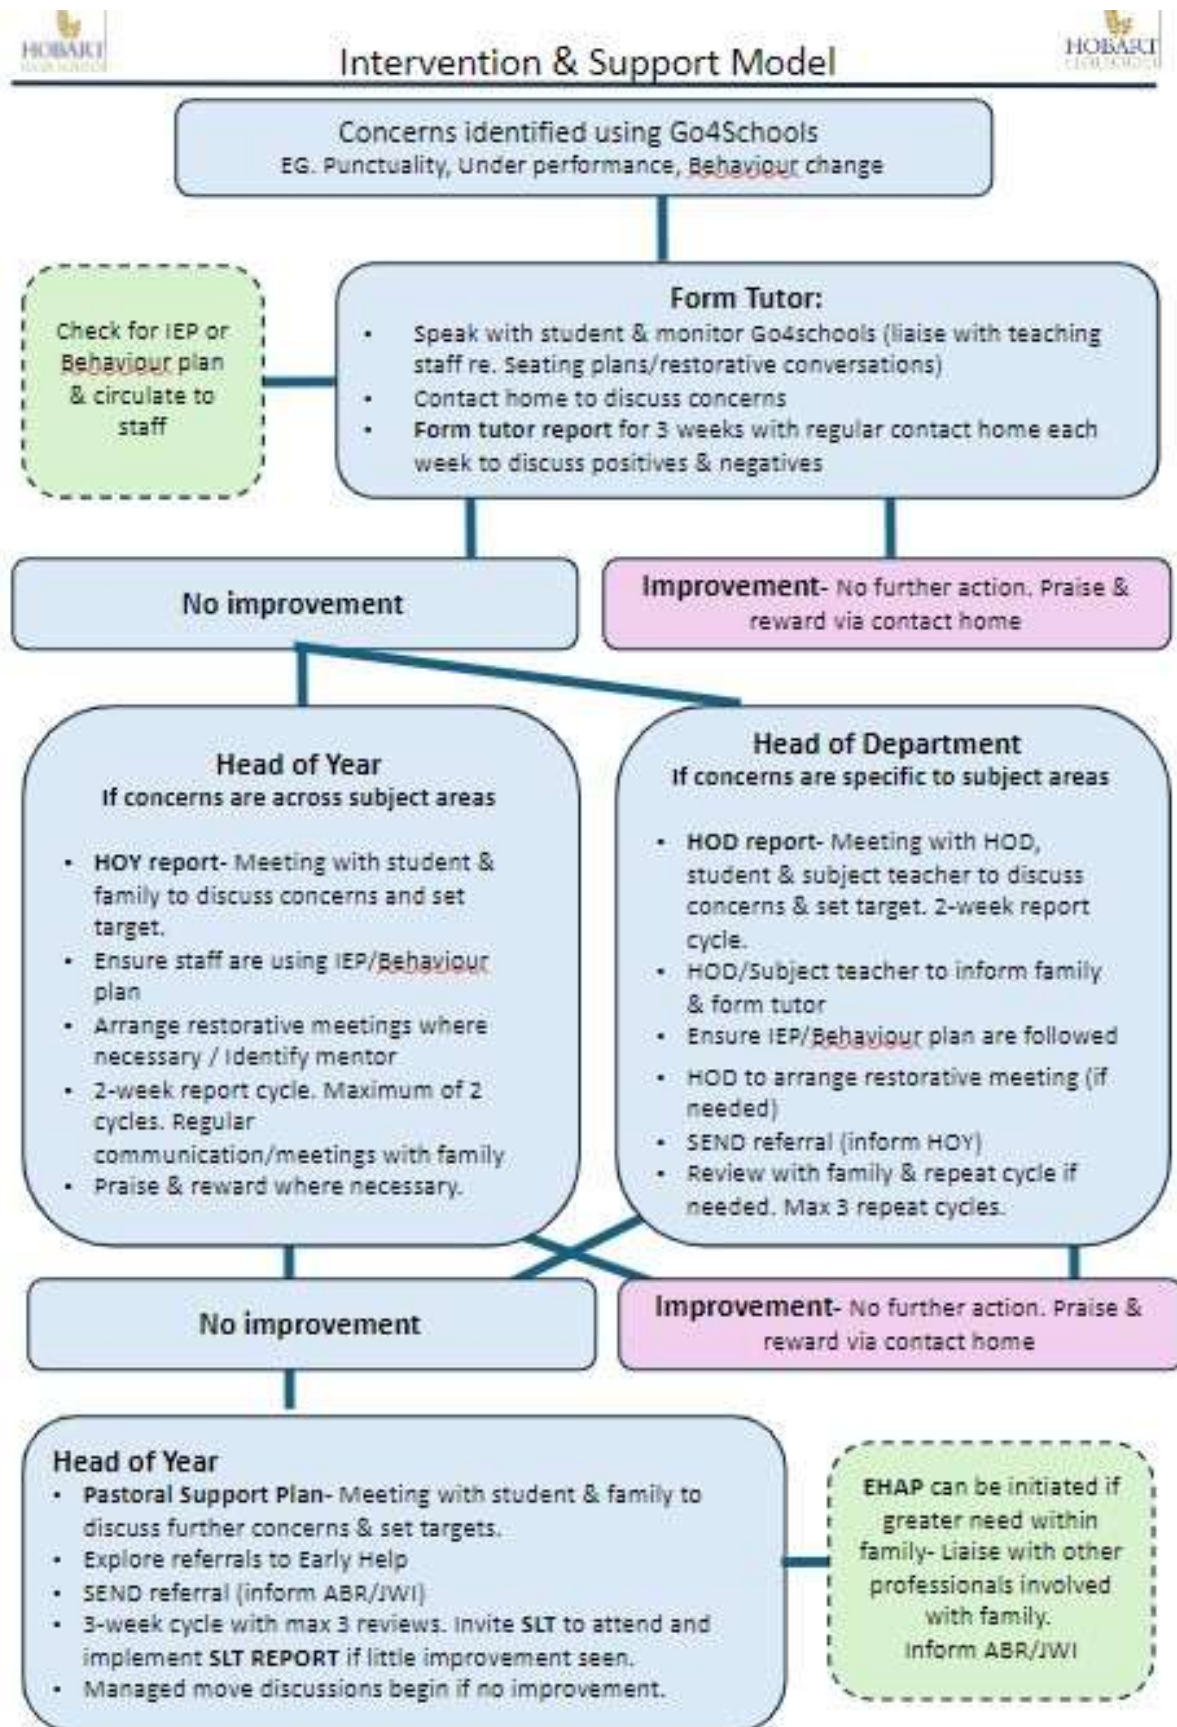 HOBART
HOBART
Intervention & Support Model
Concerns identified using Go4Schools
EG. Punctuality, Under performance, Behaviour change
Check for IEP or
Behaviour plan
& circulate to
staff
Form Tutor:
• Speak with student & monitor Go4schools (liaise with teaching
staff re. Seating plans/restorative conversations)
• Contact home to discuss concerns
• Form tutor report for 3 weeks with regular contact home each
week to discuss positives & negatives
No improvement
Improvement- No further action. Praise &
reward via contact home
Head of Year
If concerns are across subject areas
• HOY report- Meeting with student &
family to discuss concerns and set
target.
• Ensure staff are using IEP/Behaviour
plan
• Arrange restorative meetings where
necessary / Identify mentor
• 2-week report cycle. Maximum of 2
cycles. Regular
communication/meetings with family
• Praise & reward where necessary.
Head of Department
If concerns are specific to subject areas
• HOD report- Meeting with HOD,
student & subject teacher to discuss
concerns & set target. 2-week report
cycle.
• HOD/Subject teacher to inform family
& form tutor
• Ensure IEP/Behaviour plan are followed
• HOD to arrange restorative meeting (if
needed)
• SEND referral (inform HOY)
• Review with family & repeat cycle if
needed. Max 3 repeat cycles.
No improvement
Improvement- No further action. Praise &
reward via contact home
Head of Year
• Pastoral Support Plan- Meeting with student & family to
discuss further concerns & set targets.
• Explore referrals to Early Help
• SEND referral (inform ABR/JWI)
• 3-week cycle with max 3 reviews. Invite SLT to attend and
implement SLT REPORT if little improvement seen.
• Managed move discussions begin if no improvement.
EHAP can be initiated if
greater need within
family- Liaise with other
professionals involved
with family.
Inform ABR/JWI